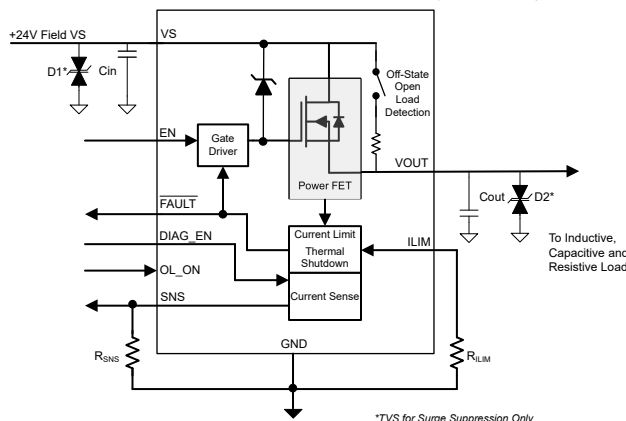 +24V Field VS
VS
D1*
Cin
Off-State
Open
Load
Detection
EN
Gate
Driver
VOUT
Power FET
FAULT
Cout
D2*
DIAG_EN
Current Limit
Thermal
Shutdown
ILIM
To Inductive,
Capacitive and
Resistive Load
OL_ON
SNS
Current Sense
GND
RSNS
RILIM
*TVS for Surge Suppression Only